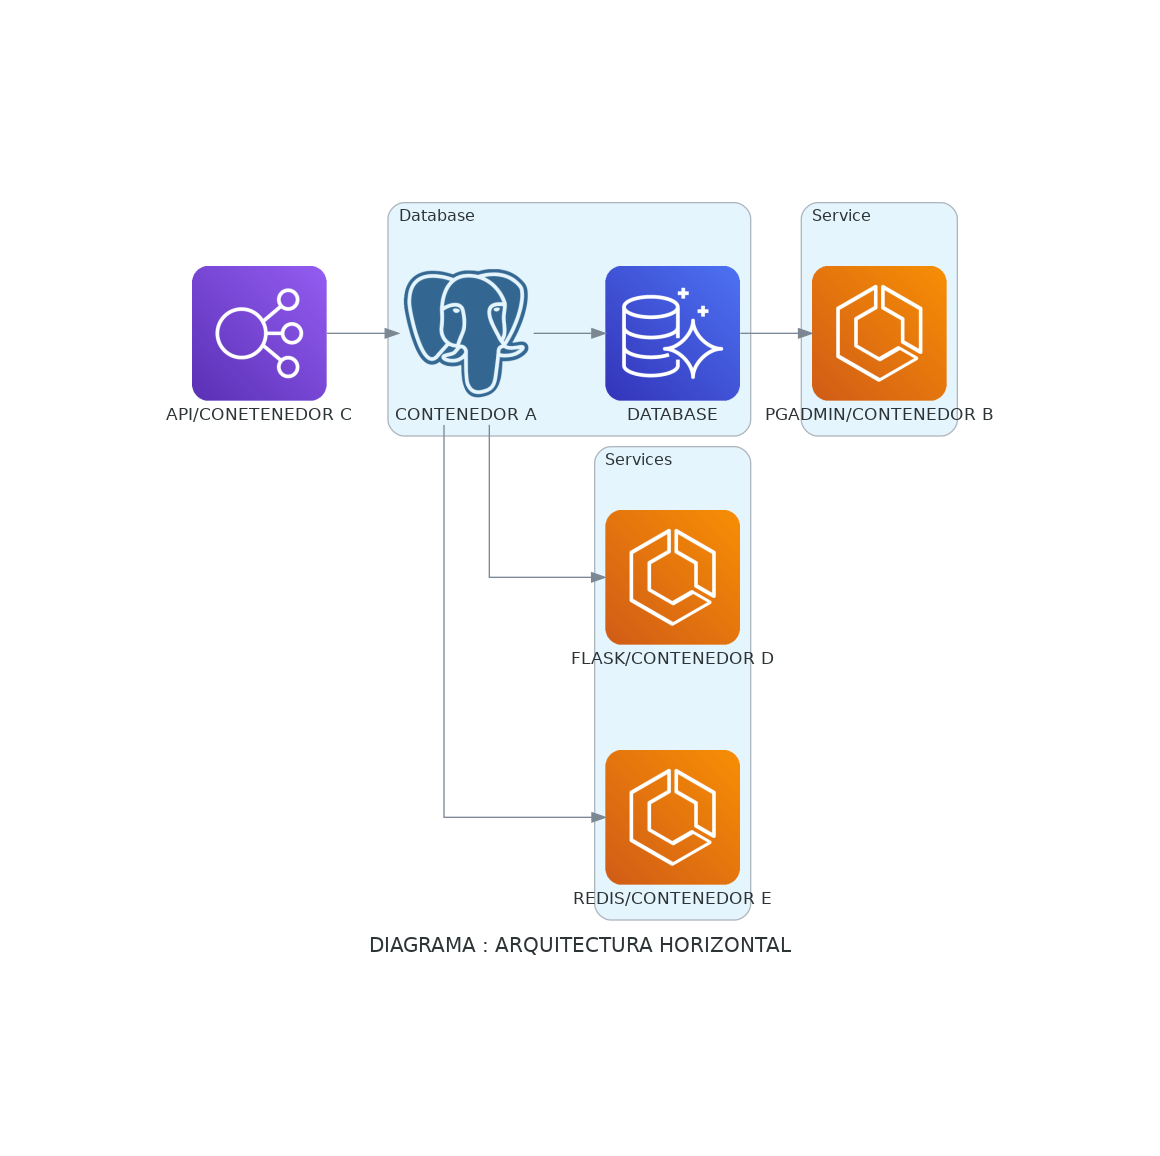 Database
Service
API/CONETENEDOR C
CONTENEDOR A
DATABASE
PGADMIN/CONTENEDOR B
Services
FLASK/CONTENEDOR D
REDIS/CONTENEDOR E
DIAGRAMA : ARQUITECTURA HORIZONTAL